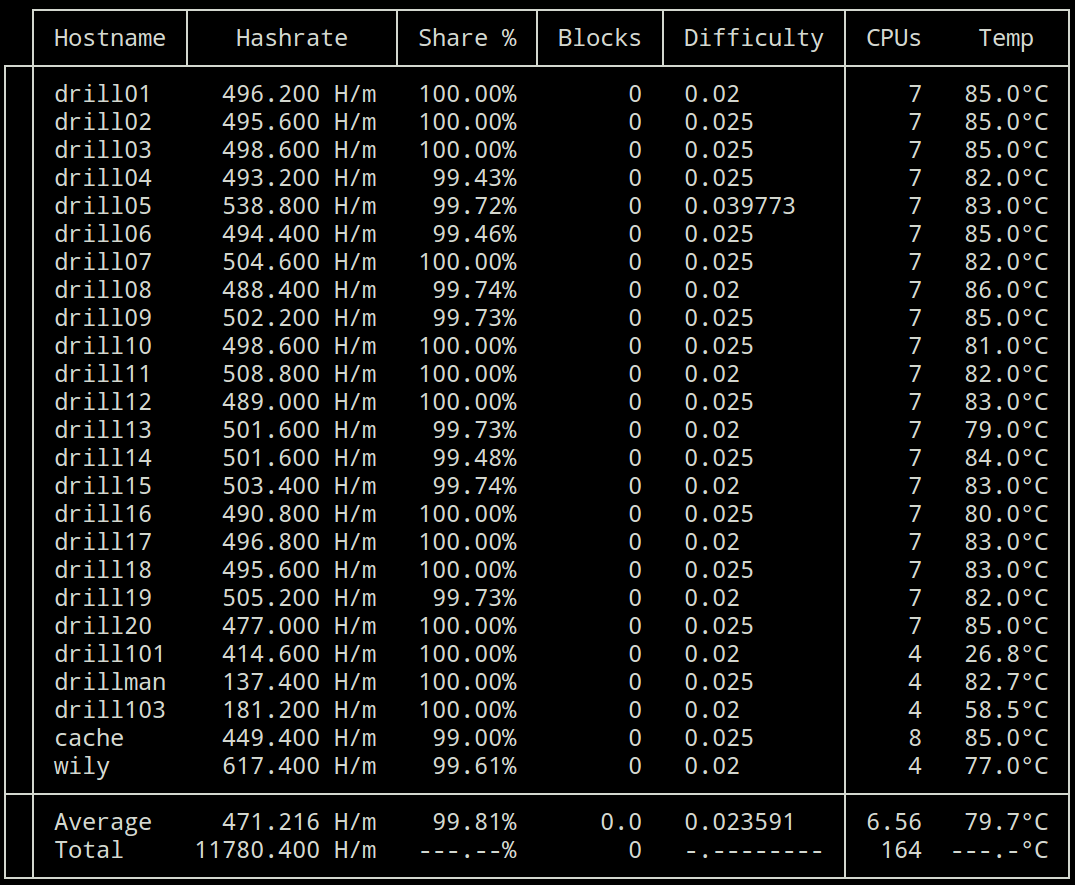 Hostname Hashrate Share % Blocks Difficulty CPUs Temp
drill01 496.200 H/m 100.00% 0 0.02 7 85.0°C
drill02 495.600 H/m 100.00% 0 0.025 7 85.0°C
drill03 498.600 H/m 100.00% 0 0.025 7 85.0°C
drill04 493.200 H/m 99.43% 0 0.025 7 82.0°C
drill05 538.800 H/m 99.72% 0 0.039773 7 83.0°C
drill06 494.400 H/m 99.46% 0 0.025 7 85.0°C
drill07 504.600 H/m 100.00% 0 0.025 7 82.0°C
drill08 488.400 H/m 99.74% 0 0.02 7 86.0°C
drill09 502.200 H/m 99.73% 0 0.025 7 85.0°C
drill10 498.600 H/m 100.00% 0 0.025 7 81.0°C
drill11 508.800 H/m 100.00% 0 0.02 7 82.0°C
drill12 489.000 H/m 100.00% 0 0.025 7 83.0°C
drill13 501.600 H/m 99.73% 0 0.02 7 79.0°C
drill14 501.600 H/m 99.48% 0 0.025 7 84.0°C
drill15 503.400 H/m 99.74% 0 0.02 7 83.0°C
drill16 490.800 H/m 100.00% 0 0.025 7 80.0°C
drill17 496.800 H/m 100.00% 0 0.02 7 83.0°C
drill18 495.600 H/m 100.00% 0 0.025 7 83.0°C
drill19 505.200 H/m 99.73% 0 0.02 7 82.0°C
drill20 477.000 H/m 100.00% 0 0.025 7 85.0°C
drill101 414.600 H/m 100.00% 0 0.02 4 26.8°C
drillman 137.400 H/m 100.00% 0 0.025 4 82.7°C
drill103 181.200 H/m 100.00% 0 0.02 4 58.5°C
cache 449.400 H/m 99.00% 0 0.025 8 85.0°C
wily 617.400 H/m 99.61% 0 0.02 4 77.0°C
Average 471.216 H/m 99.81% 0.0 0.023591 6.56 79.7°C
Total 11780.400 H/m ---.--% 0 -.-------- 164 ---.-°C